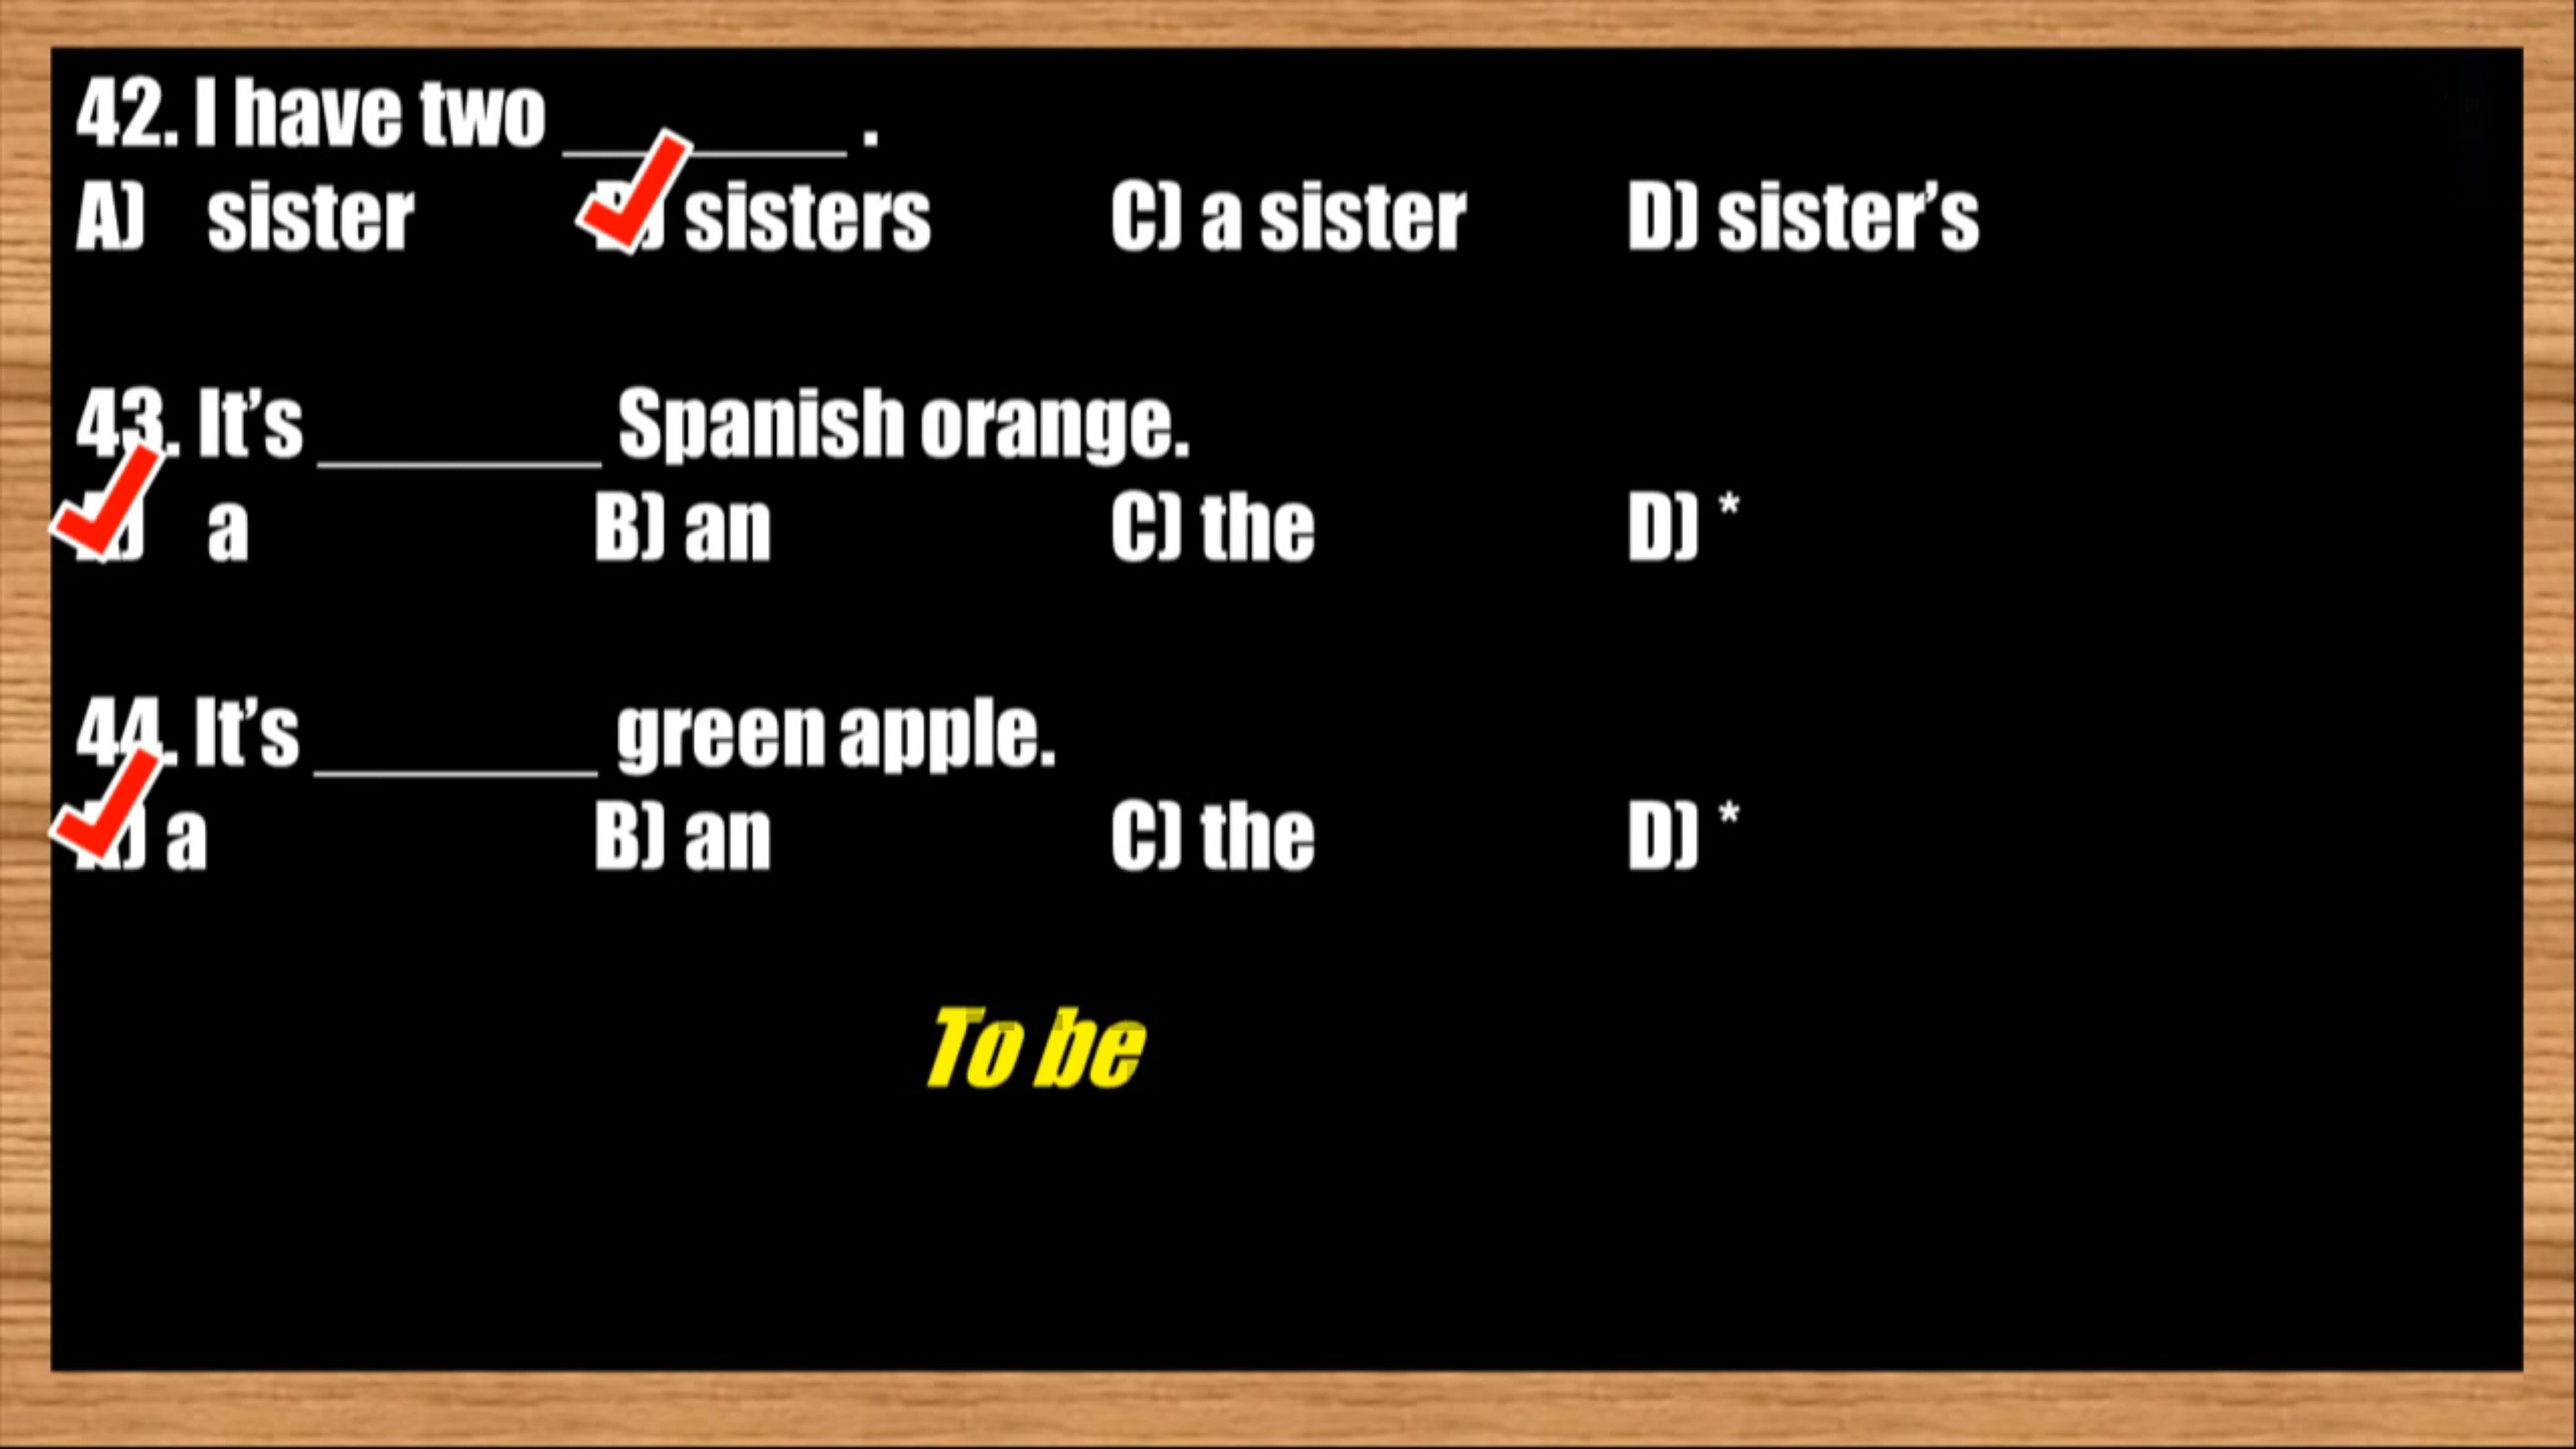 42. I have two ________ .
A) sister B) sisters C) a sister D) sister’s
43. It’s ________ Spanish orange.
A) a B) an C) the D) *
44. It’s ________ green apple.
A) a B) an C) the D) *
To be